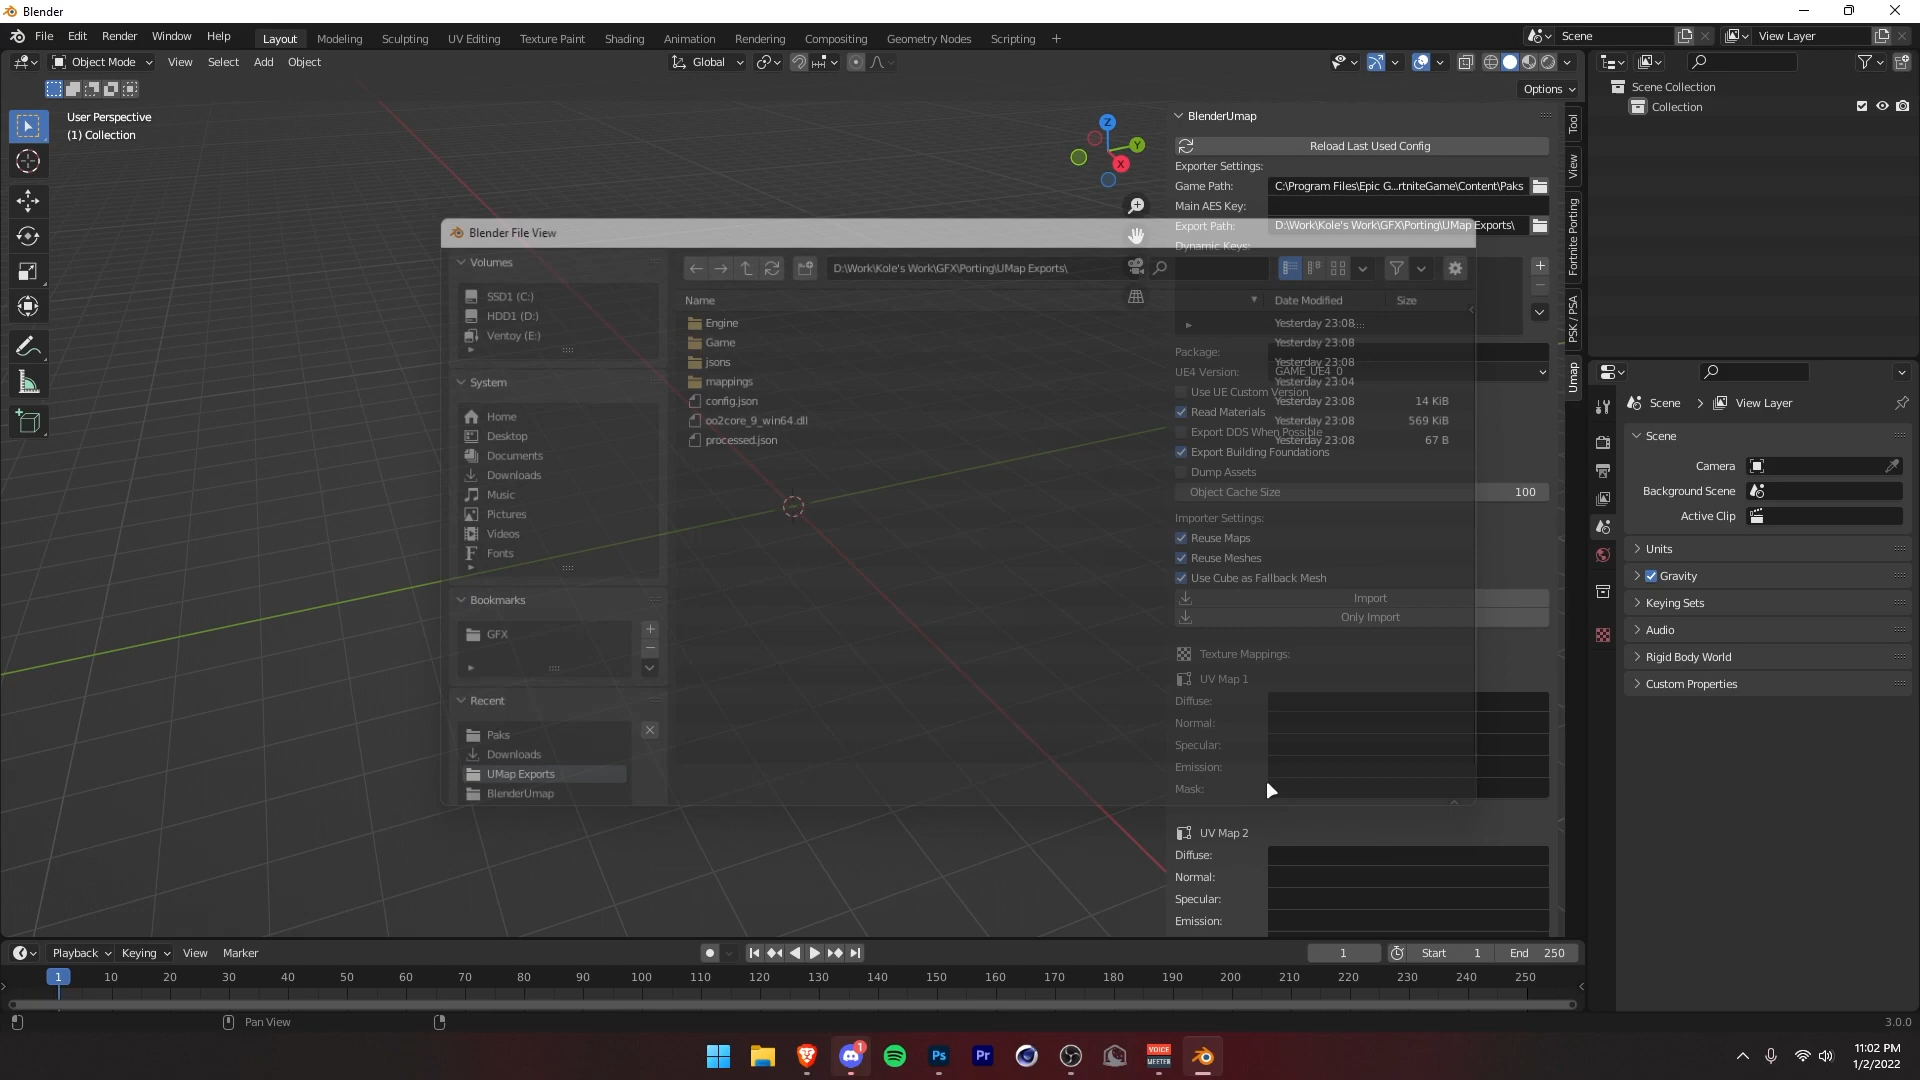 Blender
File Edit Render Window Help
Layout Modeling Sculpting UV Editing Texture Paint Shading Animation Rendering Compositing Geometry Nodes Scripting +
Scene
View Layer
Object Mode View Select Add Object
Global
Options
User Perspective
(1) Collection
Z
Y
X
BlenderUmap
Reload Last Used Config
Exporter Settings:
Game Path: C:\Program Files\Epic G...rtniteGame\Content\Paks
Main AES Key:
Export Path: D:\Work\Kole's Work\GFX\Porting\UMap Exports\
Dynamic Keys:
Package:
UE4 Version: GAME_UE4_0
Use UE Custom Version
Read Materials
Export DDS When Possible
Export Building Foundations
Dump Assets
Object Cache Size 100
Importer Settings:
Reuse Maps
Reuse Meshes
Use Cube as Fallback Mesh
Import
Only Import
Texture Mappings:
UV Map 1
Diffuse:
Normal:
Specular:
Emission:
Mask:
UV Map 2
Diffuse:
Normal:
Specular:
Emission:
Tool
View
Fortnite Porting
PSK / PSA
Umap
Blender File View
Volumes
SSD1 (C:)
HDD1 (D:)
Ventoy (E:)
System
Home
Desktop
Documents
Downloads
Music
Pictures
Videos
Fonts
Bookmarks
GFX
Recent
Paks
Downloads
UMap Exports
BlenderUmap
D:\Work\Kole's Work\GFX\Porting\UMap Exports\
Name Date Modified Size
Engine Yesterday 23:08
Game Yesterday 23:08
jsons Yesterday 23:08
mappings Yesterday 23:04
config.json Yesterday 23:08 14 KiB
oo2core_9_win64.dll Yesterday 23:08 569 KiB
processed.json Yesterday 23:08 67 B
Scene Collection
Collection
Scene > View Layer
Scene
Camera
Background Scene
Active Clip
Units
Gravity
Keying Sets
Audio
Rigid Body World
Custom Properties
Playback Keying View Marker
1 Start 1 End 250
1 10 20 30 40 50 60 70 80 90 100 110 120 130 140 150 160 170 180 190 200 210 220 230 240 250
Pan View
3.0.0
1
Ps
Pr
VOICE
MEETER
11:02 PM
1/2/2022